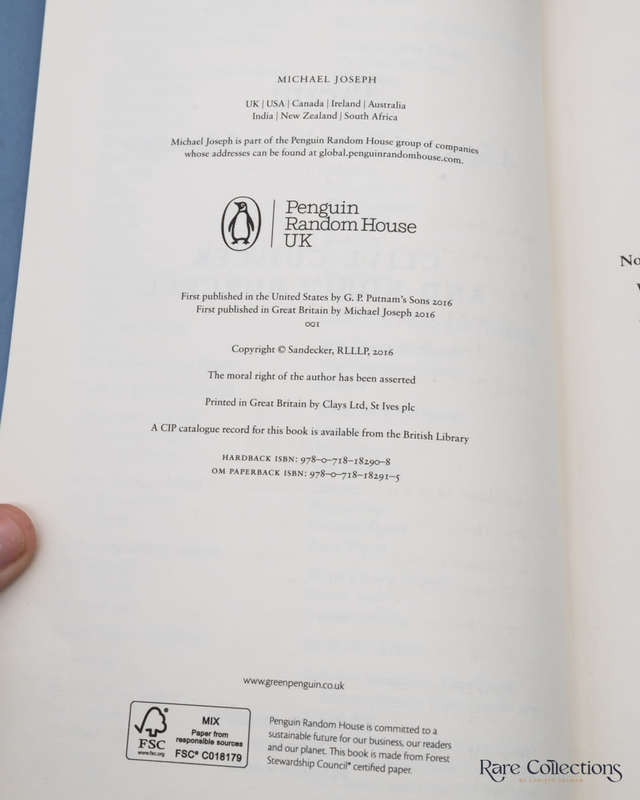 MICHAEL JOSEPH
UK | USA | Canada | Ireland | Australia
India | New Zealand | South Africa
Michael Joseph is part of the Penguin Random House group of companies
whose addresses can be found at global.penguinrandomhouse.com.
Penguin
Random House
UK
First published in the United States by G. P. Putnam's Sons 2016
First published in Great Britain by Michael Joseph 2016
001
Copyright © Sandecker, RLLLP, 2016
The moral right of the author has been asserted
Printed in Great Britain by Clays Ltd, St Ives plc
A CIP catalogue record for this book is available from the British Library
HARDBACK ISBN: 978-0-718-18290-8
OM PAPERBACK ISBN: 978-0-718-18291-5
www.greenpenguin.co.uk
FSC
www.fsc.org
MIX
Paper from
responsible sources
FSC® C018179
Penguin Random House is committed to a
sustainable future for our business, our readers
and our planet. This book is made from Forest
Stewardship Council® certified paper.
No
Rare Collections